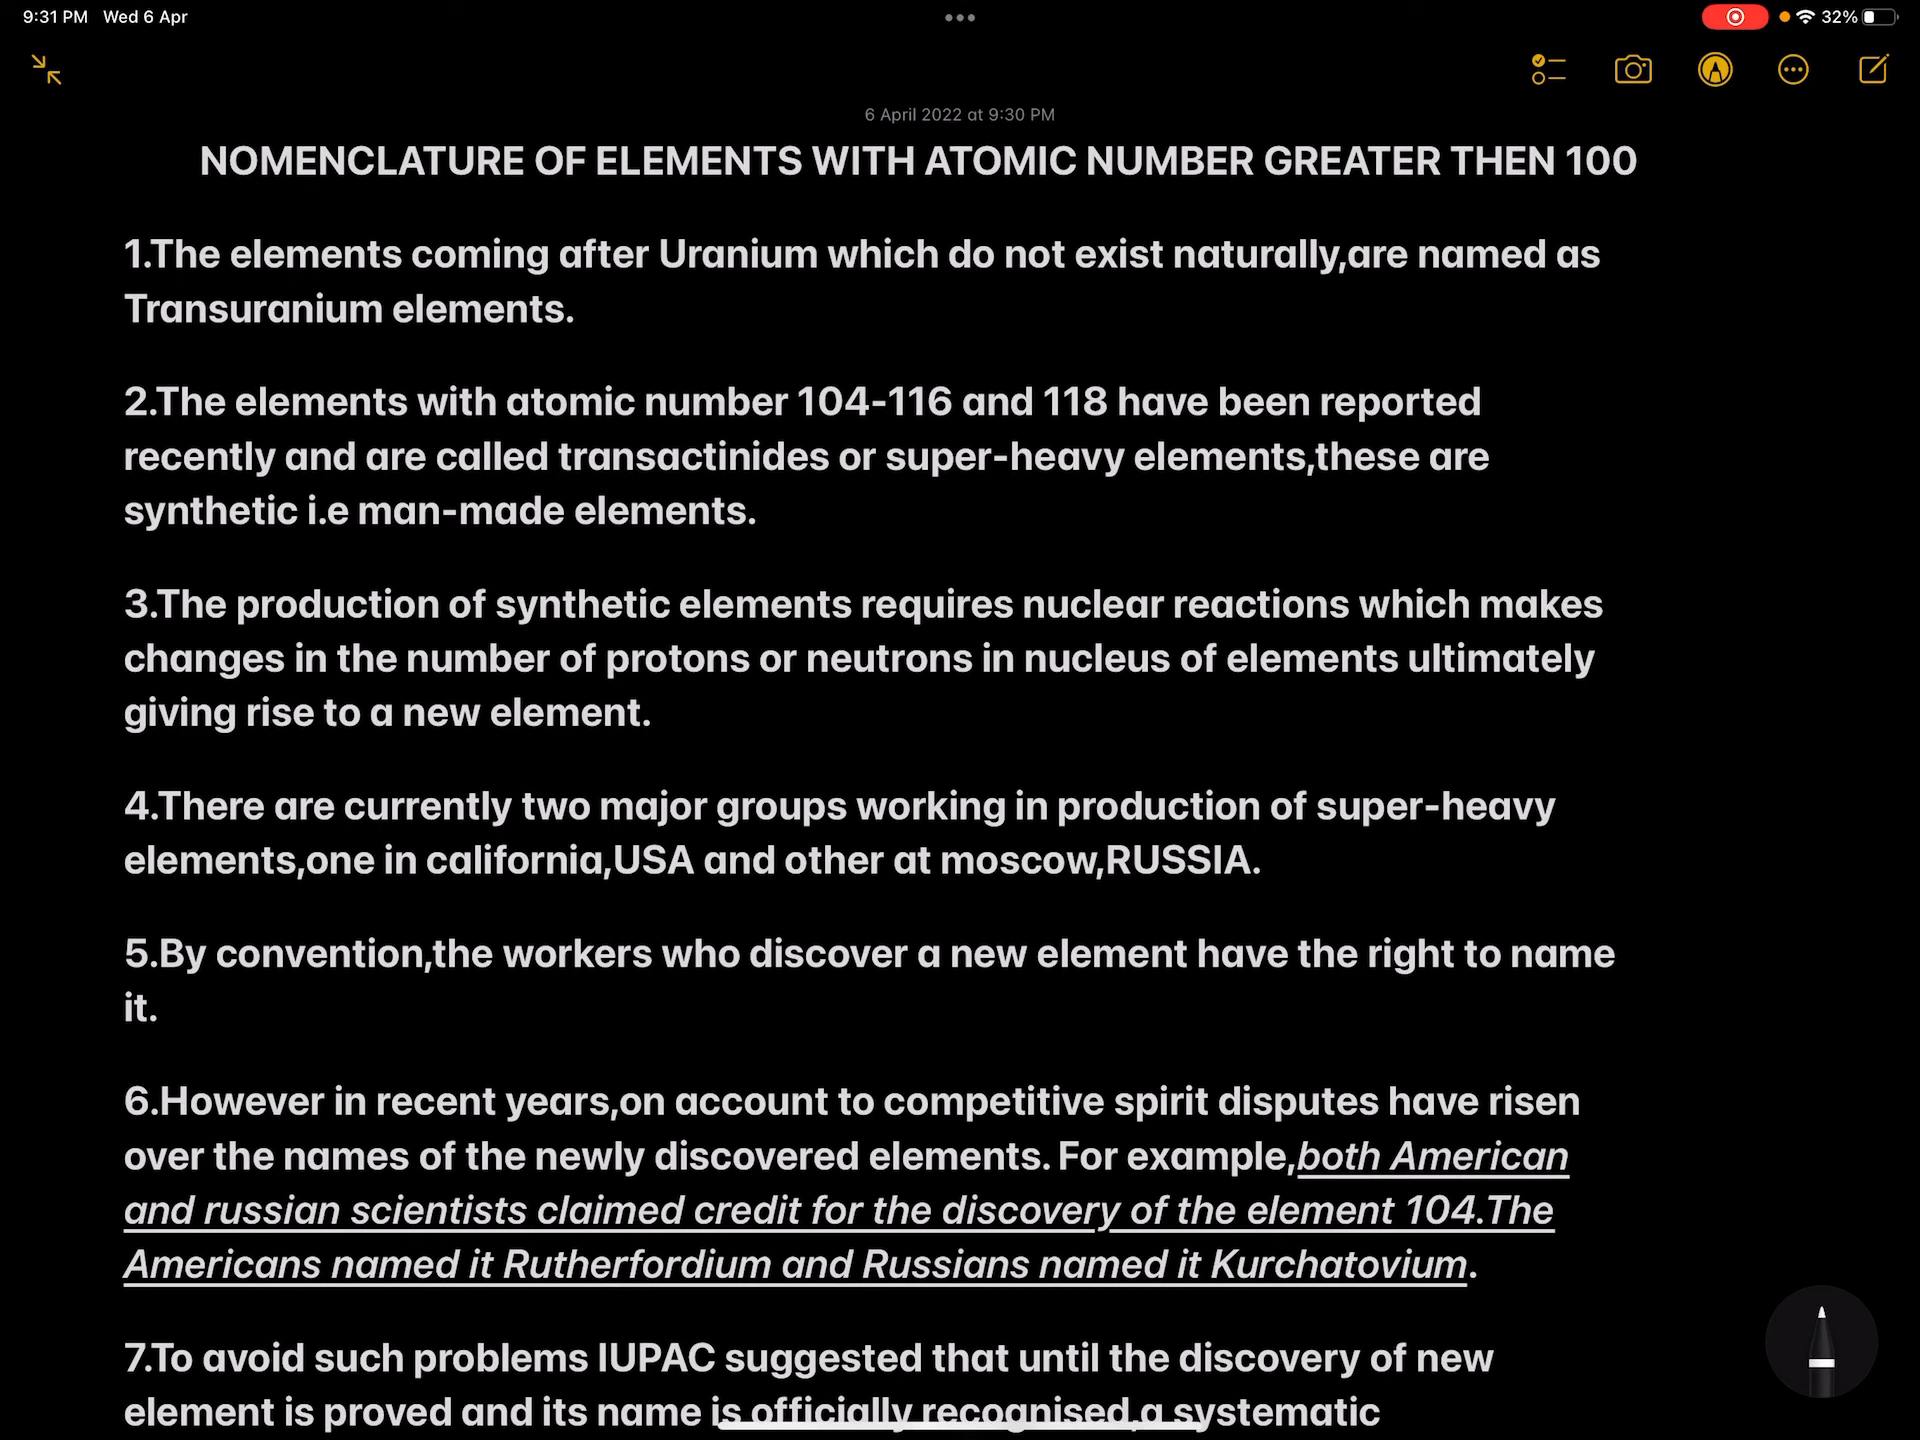 9:31 PM Wed 6 Apr
32%
6 April 2022 at 9:30 PM
NOMENCLATURE OF ELEMENTS WITH ATOMIC NUMBER GREATER THEN 100
1.The elements coming after Uranium which do not exist naturally,are named as
Transuranium elements.
2.The elements with atomic number 104-116 and 118 have been reported
recently and are called transactinides or super-heavy elements,these are
synthetic i.e man-made elements.
3.The production of synthetic elements requires nuclear reactions which makes
changes in the number of protons or neutrons in nucleus of elements ultimately
giving rise to a new element.
4.There are currently two major groups working in production of super-heavy
elements,one in california,USA and other at moscow,RUSSIA.
5.By convention,the workers who discover a new element have the right to name
it.
6.However in recent years,on account to competitive spirit disputes have risen
over the names of the newly discovered elements. For example,both American
and russian scientists claimed credit for the discovery of the element 104.The
Americans named it Rutherfordium and Russians named it Kurchatovium.
7.To avoid such problems IUPAC suggested that until the discovery of new
element is proved and its name is officially recognised,a systematic